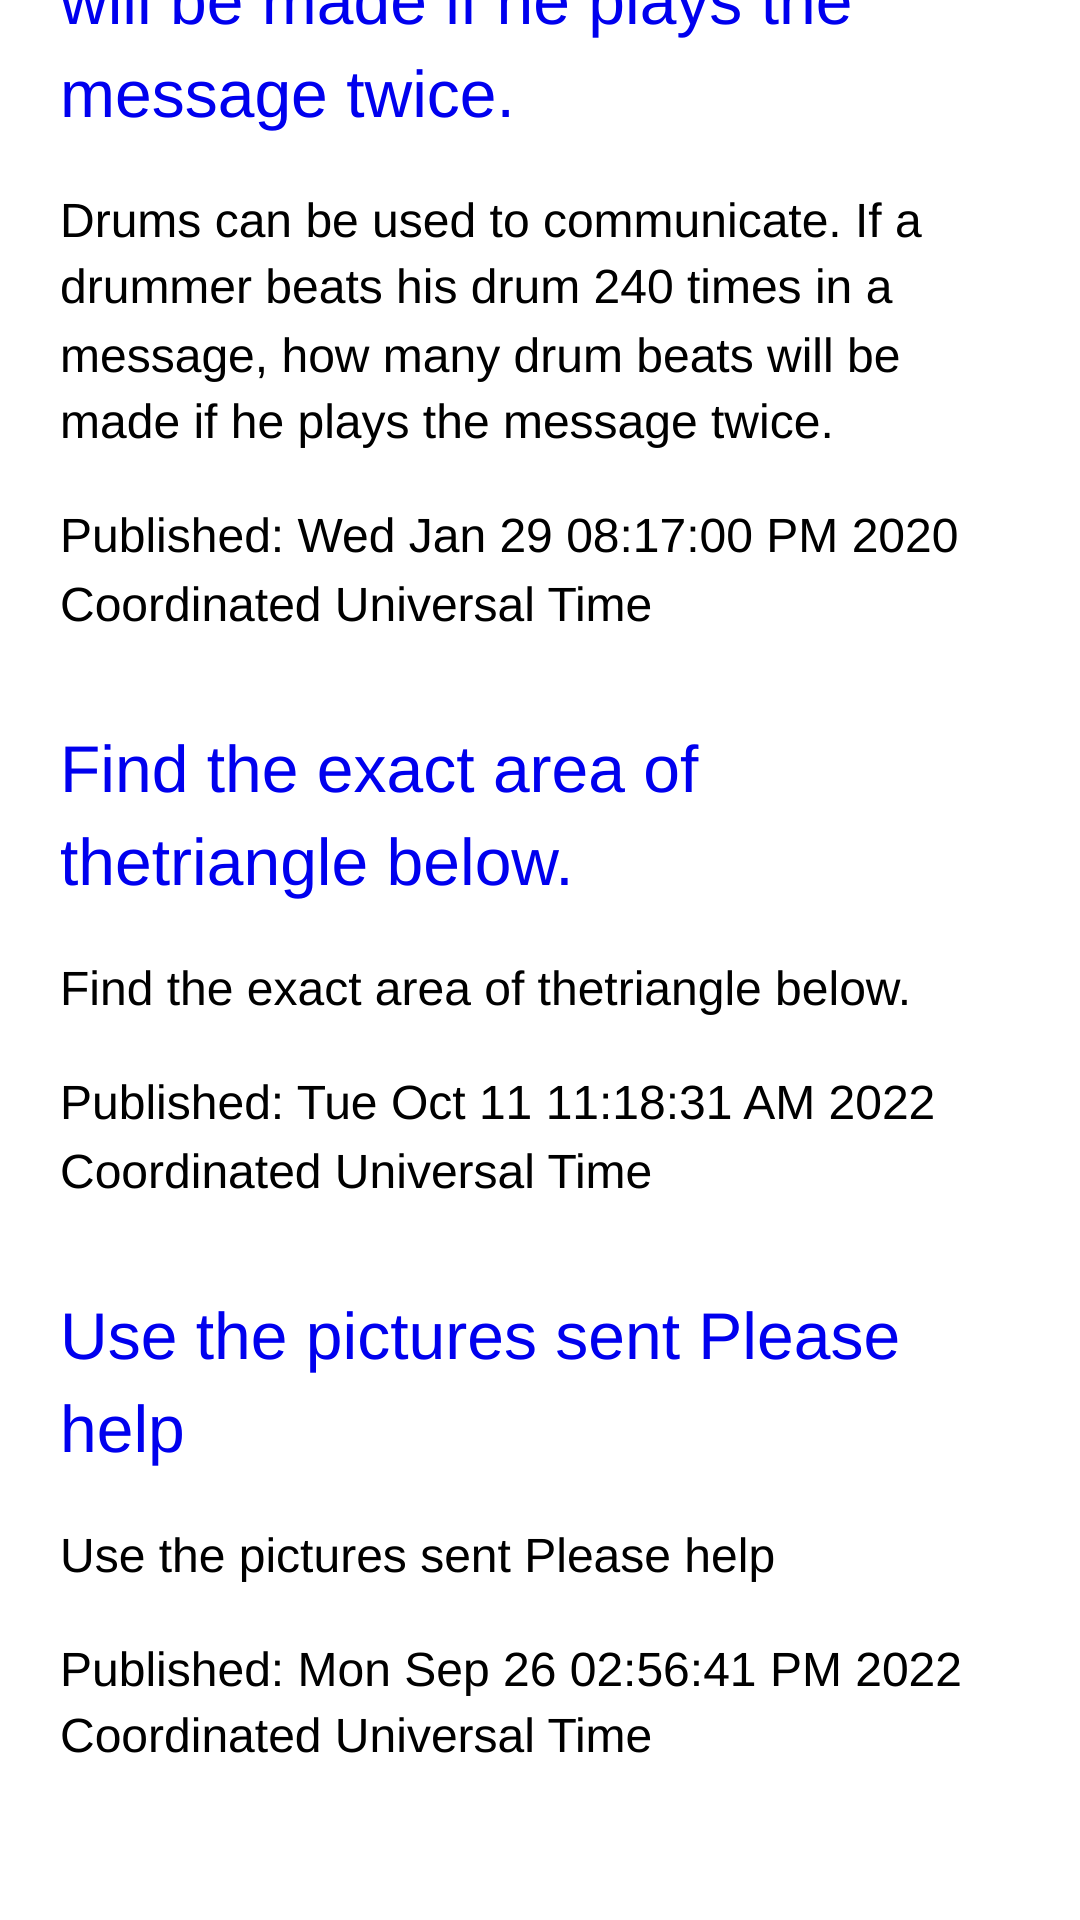 will be made if he plays the
message twice.
Drums can be used to communicate. If a
drummer beats his drum 240 times in a
message, how many drum beats will be
made if he plays the message twice.
Published: Wed Jan 29 08:17:00 PM 2020
Coordinated Universal Time
Find the exact area of
thetriangle below.
Find the exact area of thetriangle below.
Published: Tue Oct 11 11:18:31 AM 2022
Coordinated Universal Time
Use the pictures sent Please
help
Use the pictures sent Please help
Published: Mon Sep 26 02:56:41 PM 2022
Coordinated Universal Time